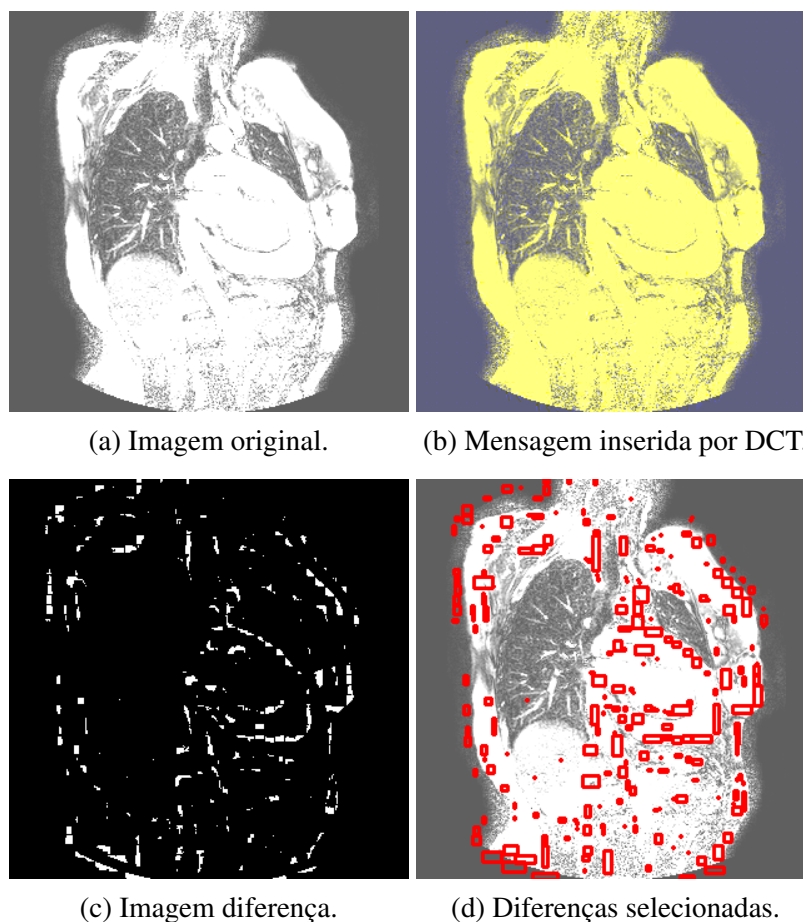 (a) Imagem original.
(b) Mensagem inserida por DCT.
(c) Imagem diferença.
(d) Diferenças selecionadas.